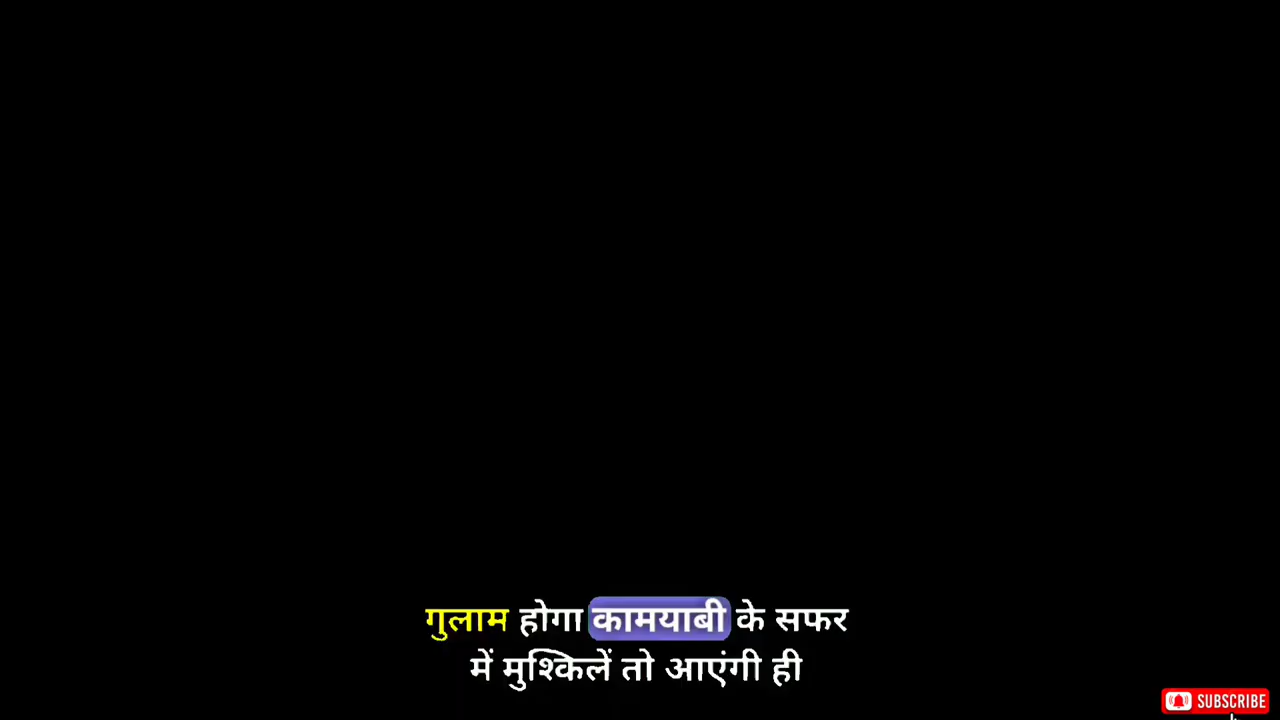 गुलाम होगा कामयाबी के सफर
में मुश्किलें तो आएंगी ही
SUBSCRIBE